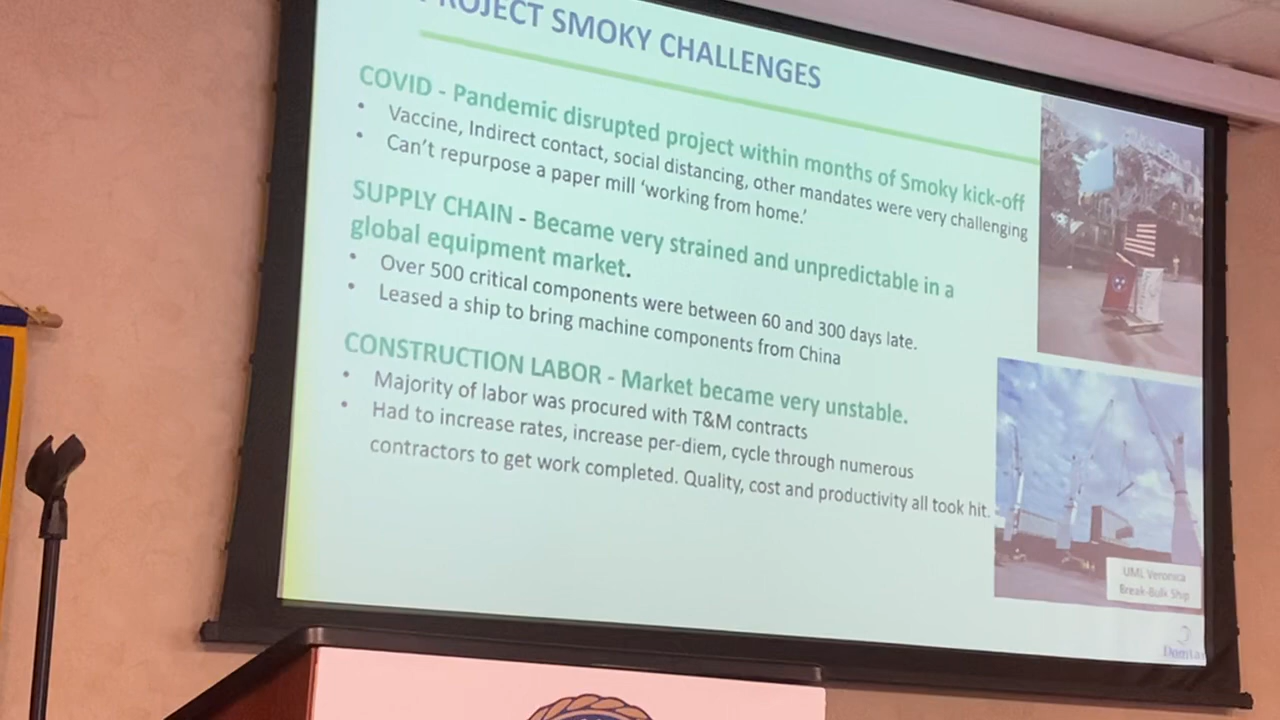 PROJECT SMOKY CHALLENGES
COVID - Pandemic disrupted project within months of Smoky kick-off
• Vaccine, Indirect contact, social distancing, other mandates were very challenging
• Can't repurpose a paper mill 'working from home.'
SUPPLY CHAIN - Became very strained and unpredictable in a
global equipment market.
• Over 500 critical components were between 60 and 300 days late.
• Leased a ship to bring machine components from China
CONSTRUCTION LABOR - Market became very unstable.
• Majority of labor was procured with T&M contracts
• Had to increase rates, increase per-diem, cycle through numerous
contractors to get work completed. Quality, cost and productivity all took hit.
UML Veronica
Break-Bulk Ship
Domtar